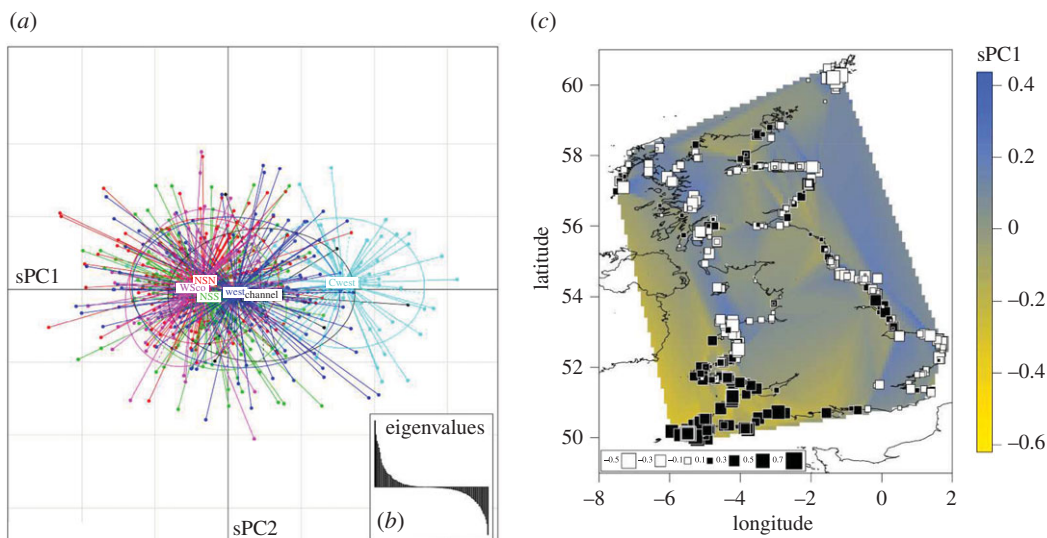 (a)
sPC1
NSN
WSco
NSS
west
channel
Cwest
sPC2
eigenvalues
(b)
(c)
sPC1
0.4
0.2
0
−0.2
−0.4
−0.6
latitude
60
58
56
54
52
50
−0.5 −0.3 −0.1 0.1 0.3 0.5 0.7
−8 −6 −4 −2 0 2
longitude